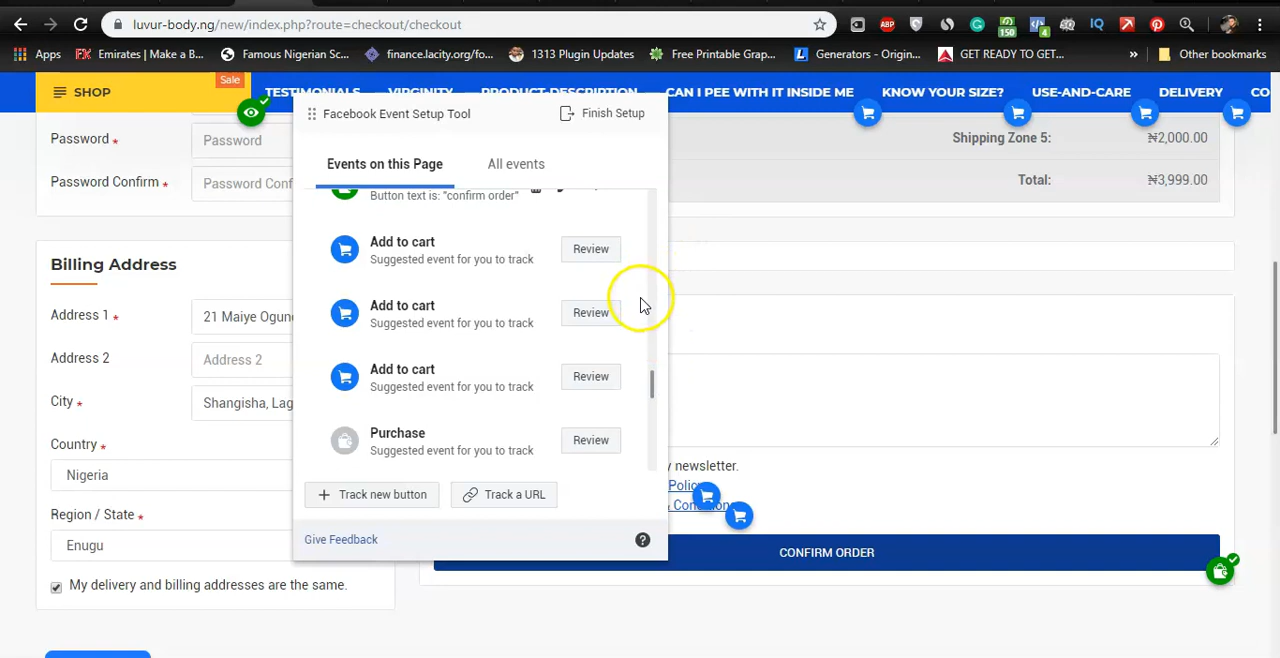 luvur-body.ng/new/index.php?route=checkout/checkout
ABP
150
4
IQ
Apps
Emirates | Make a B...
Famous Nigerian Sc...
finance.lacity.org/fo...
1313 Plugin Updates
Free Printable Grap...
Generators - Origin...
GET READY TO GET...
»
Other bookmarks
SHOP
Sale
TESTIMONIALS
VIRGINITY
PRODUCT-DESCRIPTION
CAN I PEE WITH IT INSIDE ME
KNOW YOUR SIZE?
USE-AND-CARE
DELIVERY
CO
Facebook Event Setup Tool
Finish Setup
Password *
Password
Shipping Zone 5:
₦2,000.00
Events on this Page
All events
Password Confirm *
Password Conf
Total:
₦3,999.00
Button text is: "confirm order"
Add to cart
Suggested event for you to track
Review
Billing Address
Add to cart
Suggested event for you to track
Review
Address 1 *
21 Maiye Ogun
Address 2
Address 2
Add to cart
Suggested event for you to track
Review
City *
Shangisha, Lag
Country *
Purchase
Suggested event for you to track
Review
Nigeria
y newsletter.
+ Track new button
Track a URL
Region / State *
Enugu
Give Feedback
?
CONFIRM ORDER
My delivery and billing addresses are the same.